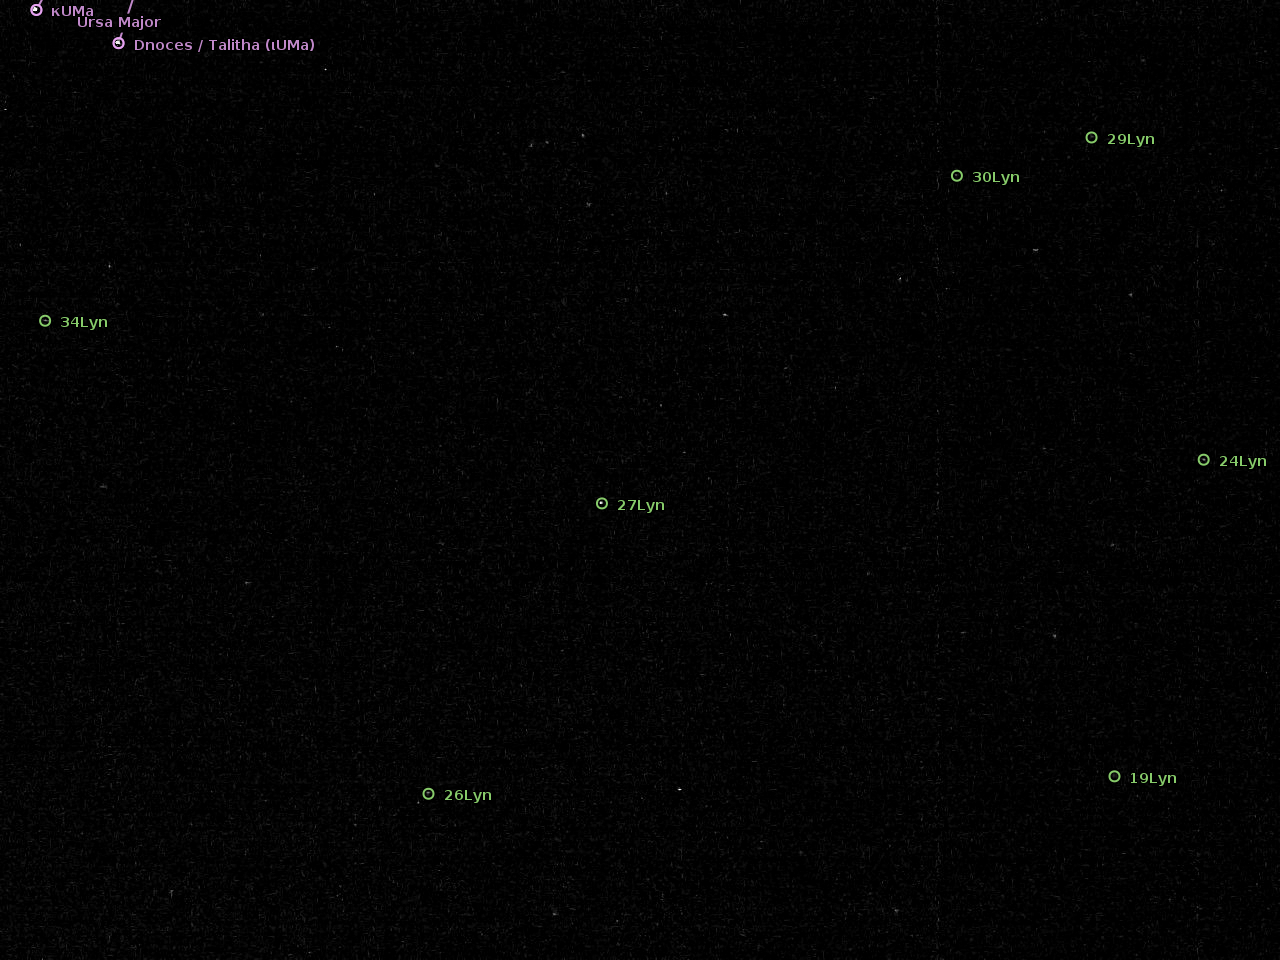 κUMa
Ursa Major
Dnoces / Talitha (ιUMa)
29Lyn
30Lyn
34Lyn
24Lyn
27Lyn
19Lyn
26Lyn